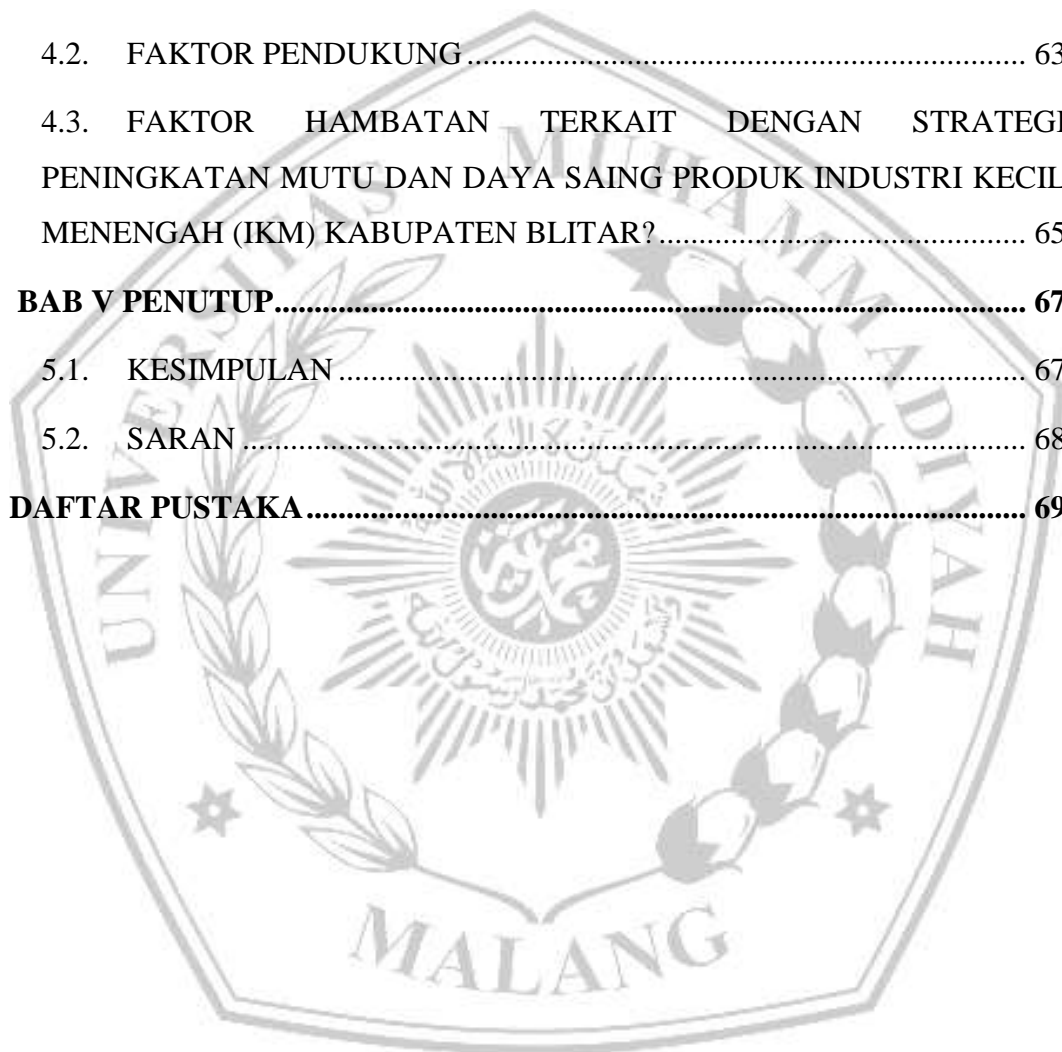 4.2. FAKTOR PENDUKUNG ........................................................................ 63
4.3. FAKTOR HAMBATAN TERKAIT DENGAN STRATEGI
PENINGKATAN MUTU DAN DAYA SAING PRODUK INDUSTRI KECIL
MENENGAH (IKM) KABUPATEN BLITAR? ............................................... 65
BAB V PENUTUP ................................................................................................ 67
5.1. KESIMPULAN ........................................................................................ 67
5.2. SARAN .................................................................................................... 68
DAFTAR PUSTAKA ............................................................................................ 69
UNIVERSITAS MUHAMMADIYAH
MALANG